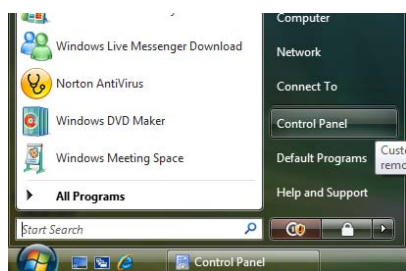 Windows Live Messenger Download
Norton AntiVirus
Windows DVD Maker
Windows Meeting Space
All Programs
Start Search
Computer
Network
Connect To
Control Panel
Default Programs
Help and Support
Control Panel